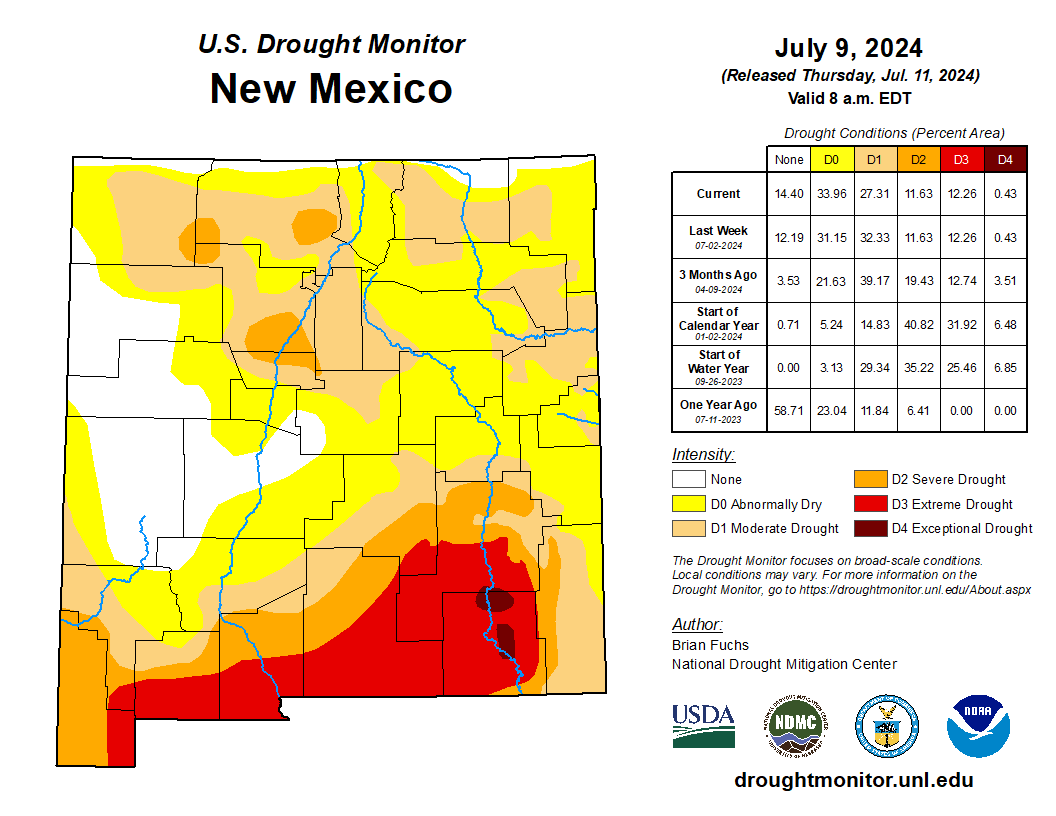 U.S. Drought Monitor
New Mexico
July 9, 2024
(Released Thursday, Jul. 11, 2024)
Valid 8 a.m. EDT
Drought Conditions (Percent Area)
None D0 D1 D2 D3 D4
Current 14.40 33.96 27.31 11.63 12.26 0.43
Last Week 12.19 31.15 32.33 11.63 12.26 0.43
07-02-2024
3 Months Ago 3.53 21.63 39.17 19.43 12.74 3.51
04-09-2024
Start of
Calendar Year 0.71 5.24 14.83 40.82 31.92 6.48
01-02-2024
Start of
Water Year 0.00 3.13 29.34 35.22 25.46 6.85
09-26-2023
One Year Ago 58.71 23.04 11.84 6.41 0.00 0.00
07-11-2023
Intensity:
None
D0 Abnormally Dry
D1 Moderate Drought
D2 Severe Drought
D3 Extreme Drought
D4 Exceptional Drought
The Drought Monitor focuses on broad-scale conditions.
Local conditions may vary. For more information on the
Drought Monitor, go to https://droughtmonitor.unl.edu/About.aspx
Author:
Brian Fuchs
National Drought Mitigation Center
USDA
NDMC
NOAA
droughtmonitor.unl.edu